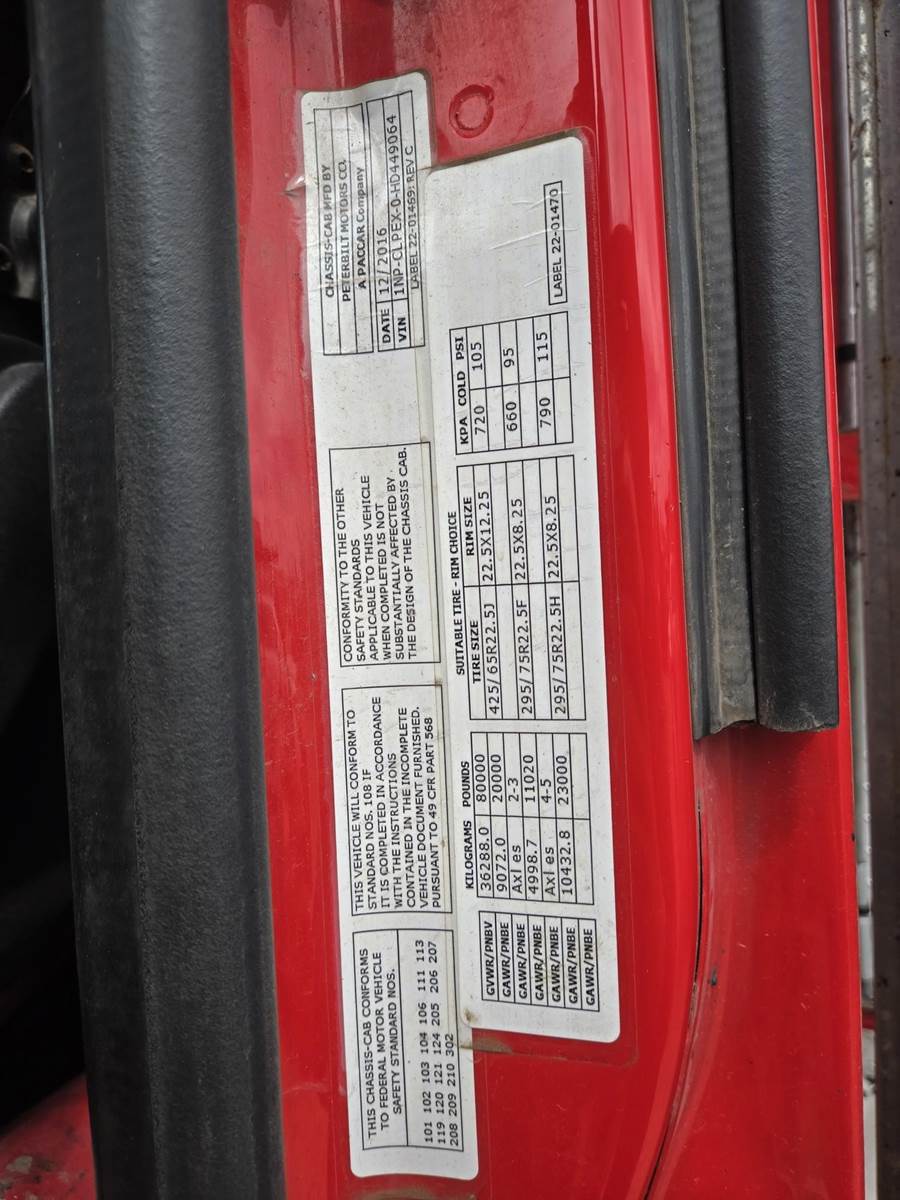 THIS CHASSIS-CAB CONFORMS
TO FEDERAL MOTOR VEHICLE
SAFETY STANDARD NOS.
101 102 103 104 106 111 113
119 120 121 124 205 206 207
208 209 210 302
THIS VEHICLE WILL CONFORM TO
STANDARD NOS. 108 IF
IT IS COMPLETED IN ACCORDANCE
WITH THE INSTRUCTIONS
CONTAINED IN THE INCOMPLETE
VEHICLE DOCUMENT FURNISHED.
PURSUANT TO 49 CFR PART 568
CONFORMITY TO THE OTHER
SAFETY STANDARDS
APPLICABLE TO THIS VEHICLE
WHEN COMPLETED IS NOT
SUBSTANTIALLY AFFECTED BY
THE DESIGN OF THE CHASSIS CAB.
CHASSIS-CAB MFD BY
PETERBILT MOTORS CO.
A PACCAR Company
DATE 12/2016
VIN 1NP-CLPEX-0-HD449064
LABEL 22-01469: REV C
KILOGRAMS POUNDS
GVWR/PNBV 36288.0 80000
GAWR/PNBE 9072.0 20000
GAWR/PNBE Axles 2-3
GAWR/PNBE 4998.7 11020
GAWR/PNBE Axles 4-5
GAWR/PNBE 10432.8 23000
GAWR/PNBE
SUITABLE TIRE - RIM CHOICE
TIRE SIZE RIM SIZE KPA COLD PSI
425/65R22.5J 22.5X12.25 720 105
295/75R22.5F 22.5X8.25 660 95
295/75R22.5H 22.5X8.25 790 115
LABEL 22-01470